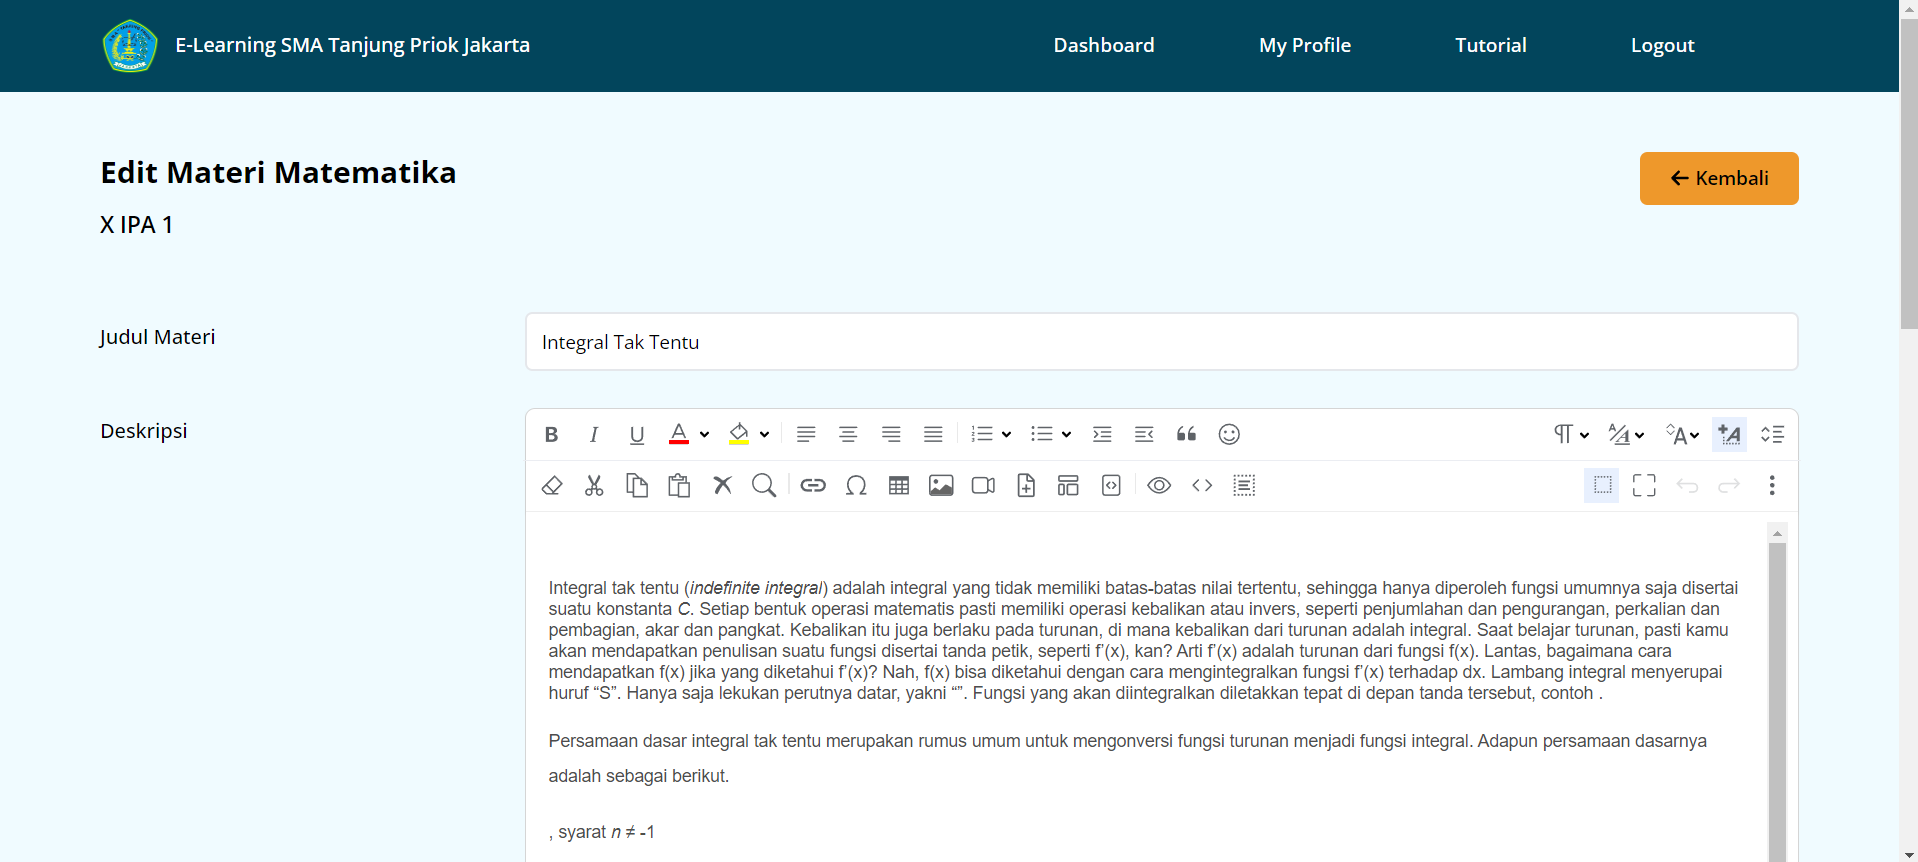 E-Learning SMA Tanjung Priok Jakarta
Dashboard
My Profile
Tutorial
Logout
Edit Materi Matematika
Kembali
X IPA 1
Judul Materi
Integral Tak Tentu
Deskripsi
Integral tak tentu (indefinite integral) adalah integral yang tidak memiliki batas-batas nilai tertentu, sehingga hanya diperoleh fungsi umumnya saja disertai
suatu konstanta C. Setiap bentuk operasi matematis pasti memiliki operasi kebalikan atau invers, seperti penjumlahan dan pengurangan, perkalian dan
pembagian, akar dan pangkat. Kebalikan itu juga berlaku pada turunan, di mana kebalikan dari turunan adalah integral. Saat belajar turunan, pasti kamu
akan mendapatkan penulisan suatu fungsi disertai tanda petik, seperti f’(x), kan? Arti f’(x) adalah turunan dari fungsi f(x). Lantas, bagaimana cara
mendapatkan f(x) jika yang diketahui f’(x)? Nah, f(x) bisa diketahui dengan cara mengintegralkan fungsi f’(x) terhadap dx. Lambang integral menyerupai
huruf “S”. Hanya saja lekukan perutnya datar, yakni “”. Fungsi yang akan diintegralkan diletakkan tepat di depan tanda tersebut, contoh .
Persamaan dasar integral tak tentu merupakan rumus umum untuk mengonversi fungsi turunan menjadi fungsi integral. Adapun persamaan dasarnya
adalah sebagai berikut.
, syarat n ≠ -1